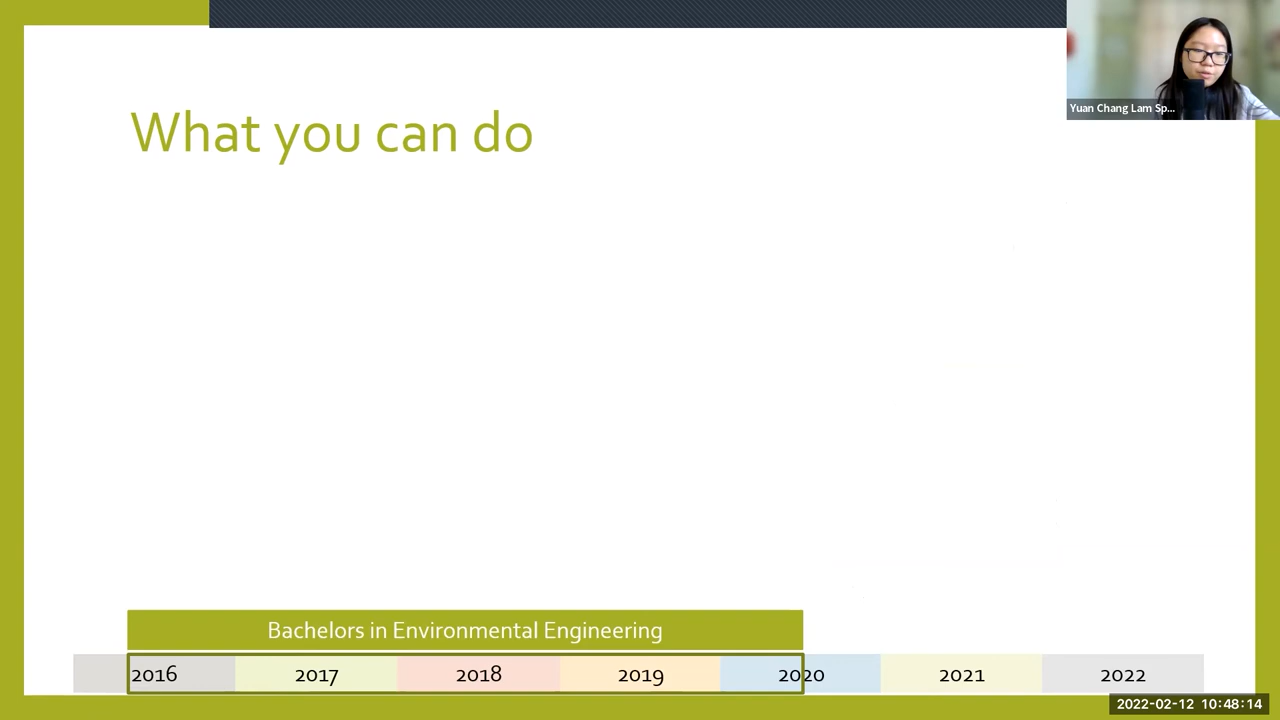 Yuan Chang Lam Sp...
What you can do
Bachelors in Environmental Engineering
2016 2017 2018 2019 2020 2021 2022
2022-02-12 10:48:14